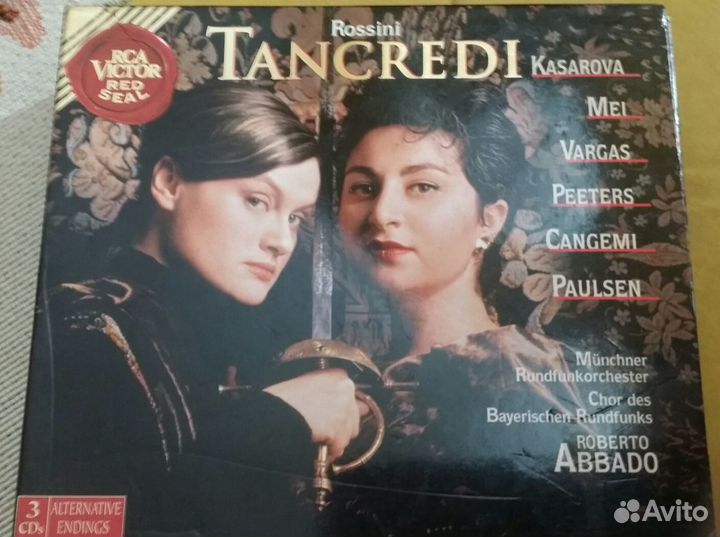 Rossini
TANCREDI
RCA
VICTOR
RED
SEAL
KASAROVA
MEI
VARGAS
PEETERS
CANGEMI
PAULSEN
Münchner
Rundfunkorchester
Chor des
Bayerischen Rundfunks
ROBERTO
ABBADO
3
CDs
ALTERNATIVE
ENDINGS
Avito